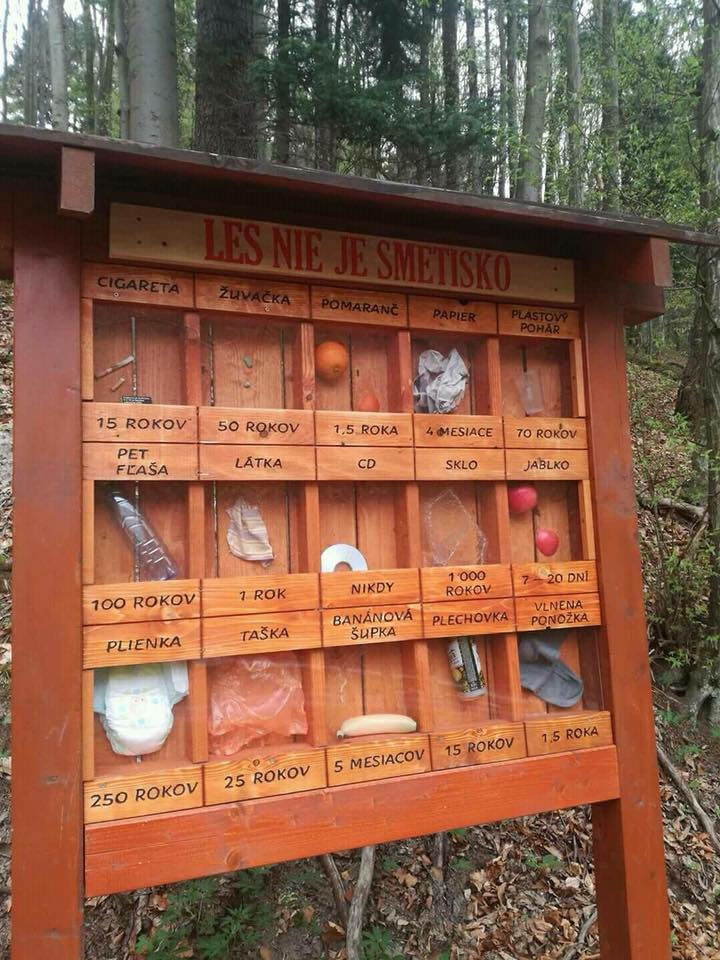 LES NIE JE SMETISKO
CIGARETA ŽUVAČKA POMARANČ PAPIER PLASTOVÝ POHÁR
15 ROKOV 50 ROKOV 1,5 ROKA 4 MESIACE 70 ROKOV
PET FĽAŠA LÁTKA CD SKLO JABLKO
100 ROKOV 1 ROK NIKDY 1 000 ROKOV 7 - 20 DNÍ
PLIENKA TAŠKA BANÁNOVÁ ŠUPKA PLECHOVKA VLNENA PONOŽKA
250 ROKOV 25 ROKOV 5 MESIACOV 15 ROKOV 1,5 ROKA